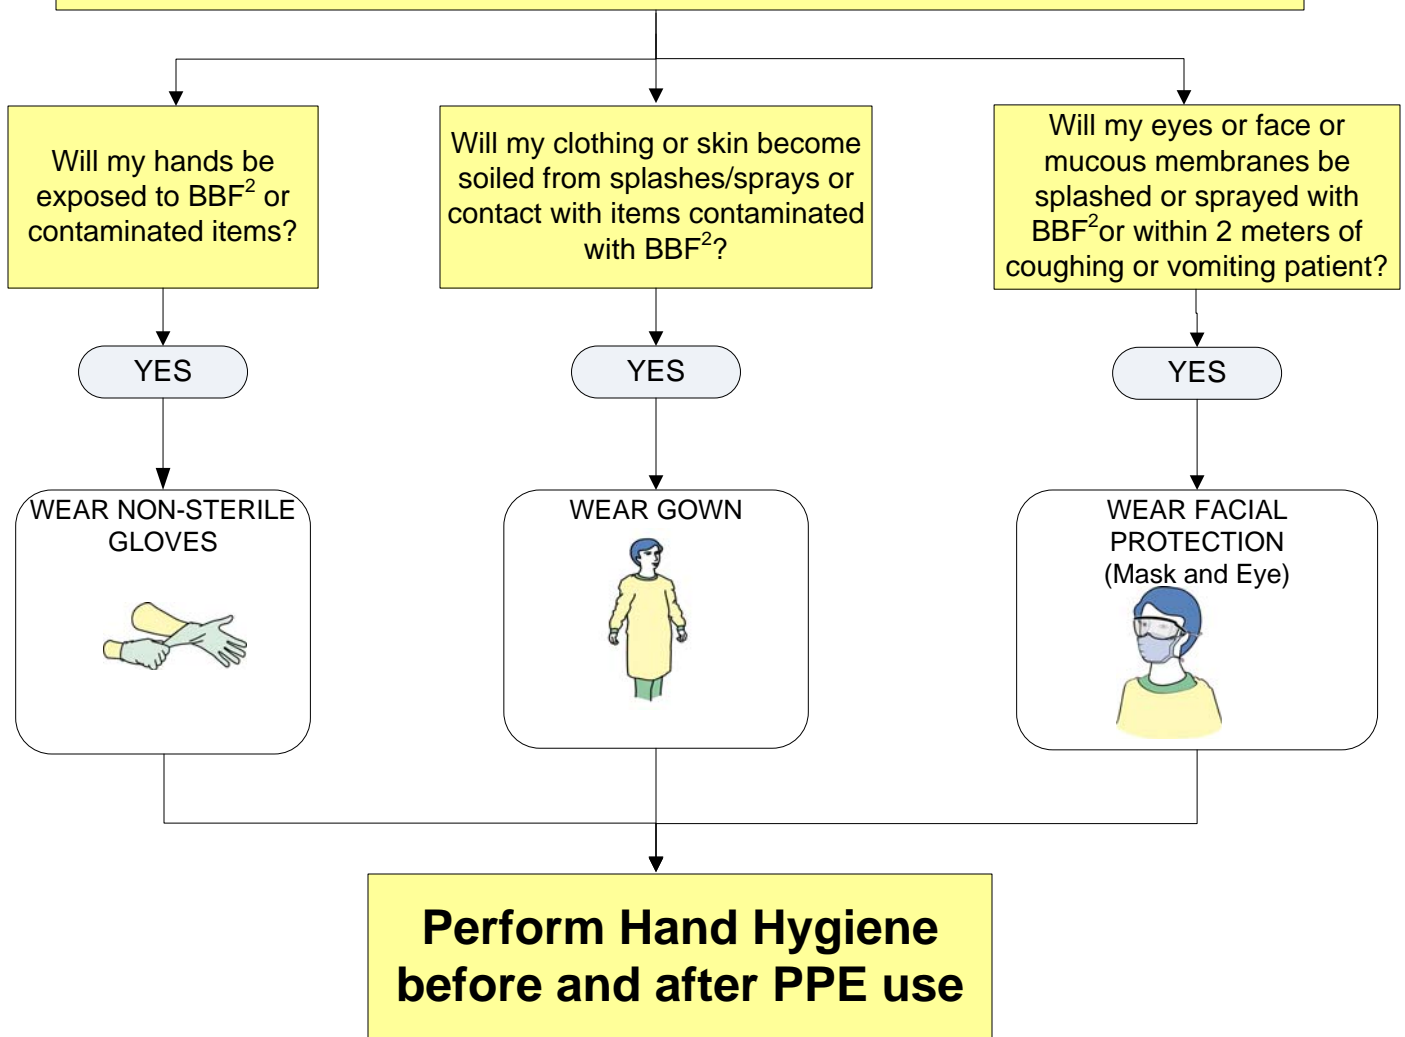 Will my hands be
exposed to BBF² or
contaminated items?
Will my clothing or skin become
soiled from splashes/sprays or
contact with items contaminated
with BBF²?
Will my eyes or face or
mucous membranes be
splashed or sprayed with
BBF²or within 2 meters of
coughing or vomiting patient?
YES
YES
YES
WEAR NON-STERILE
GLOVES
WEAR GOWN
WEAR FACIAL
PROTECTION
(Mask and Eye)
Perform Hand Hygiene
before and after PPE use